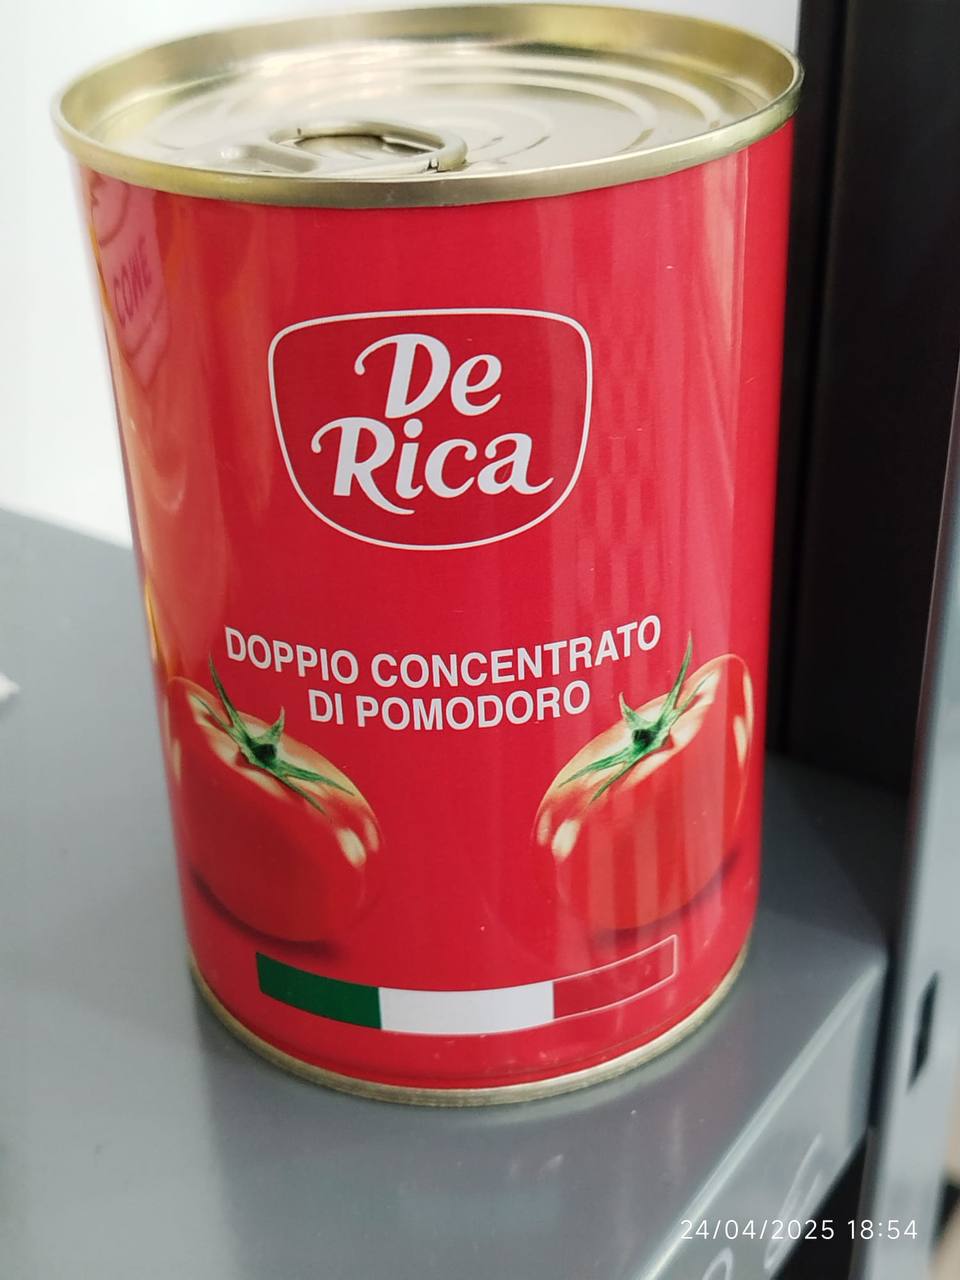 De
Rica
DOPPIO CONCENTRATO
DI POMODORO
24/04/2025 18:54